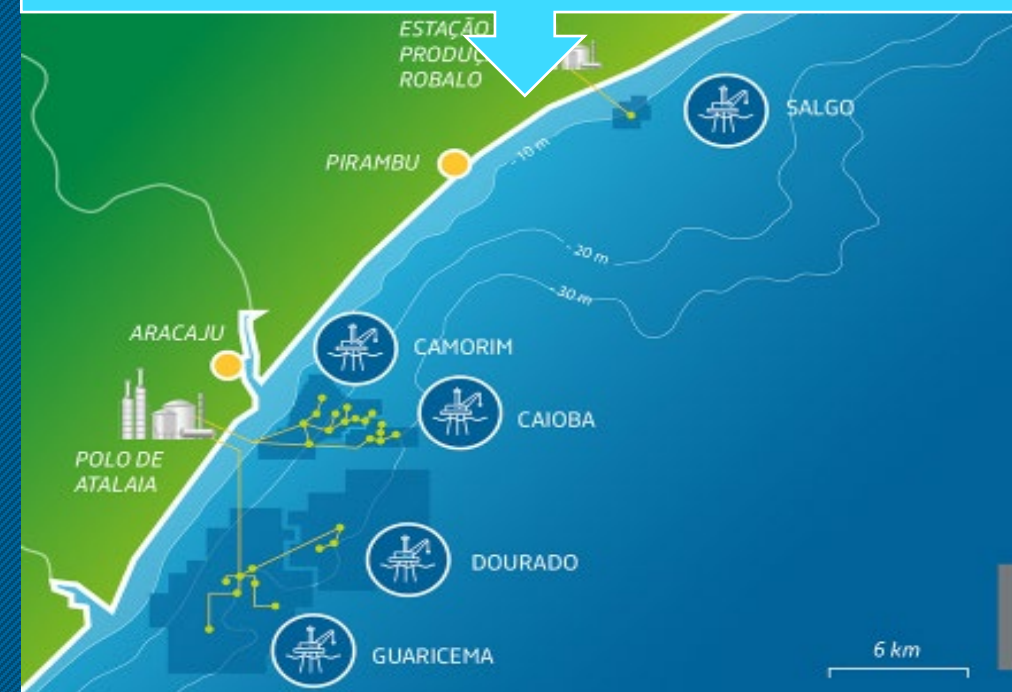 ESTAÇÃO
ROBALO
SALGO
PIRAMBU
- 10 m
- 20 m
- 30 m
ARACAJU
CAMORIM
CAIOBA
POLO DE
ATALAIA
DOURADO
GUARICEMA
6 km